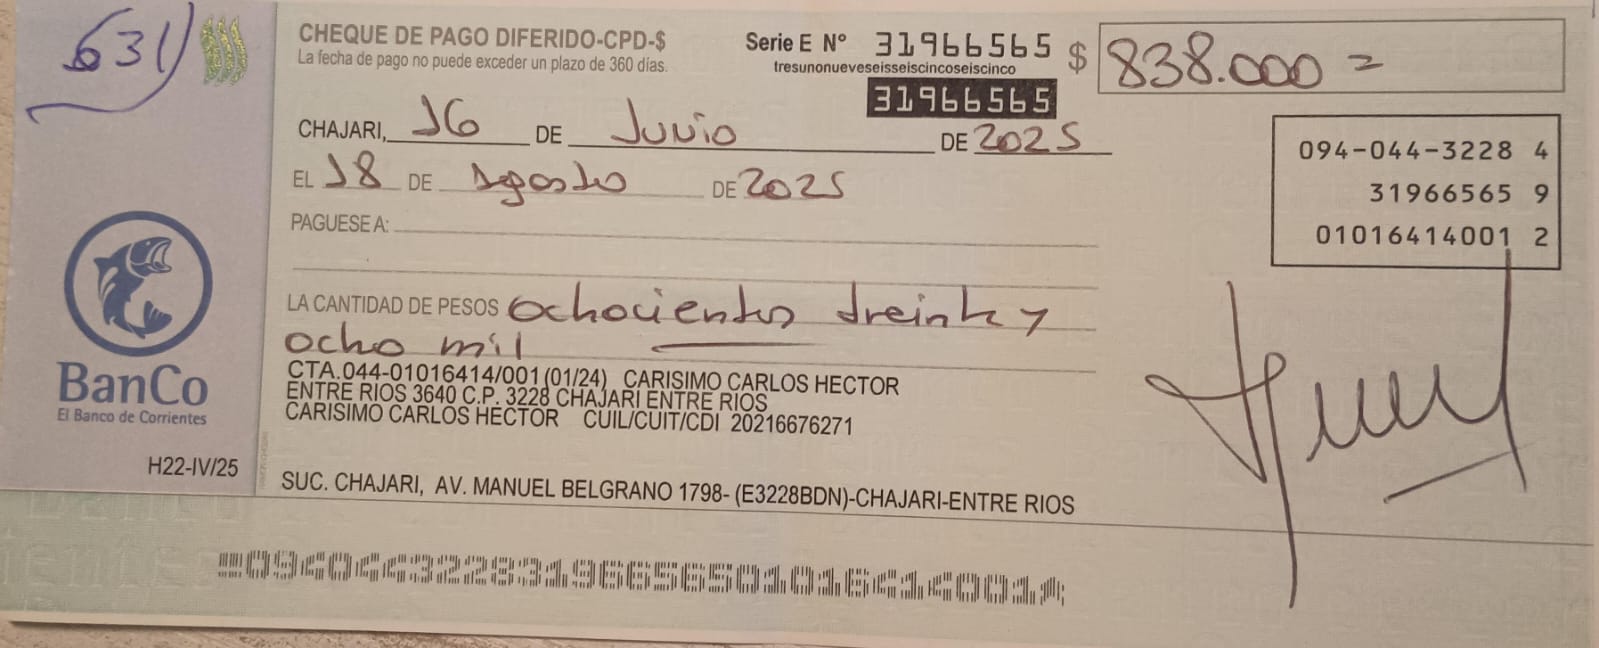 631
CHEQUE DE PAGO DIFERIDO-CPD-$
La fecha de pago no puede exceder un plazo de 360 días.
Serie E Nº 31966565
tresunonueveseisseiscincoseiscinco
31966565
$ 838.000 =
CHAJARI, 16 DE Junio DE 2025
EL 18 DE Agosto DE 2025
PAGUESE A:
094-044-3228 4
31966565 9
01016414001 2
LA CANTIDAD DE PESOS ochocientos treinta y
ocho mil
CTA.044-01016414/001 (01/24) CARISIMO CARLOS HECTOR
ENTRE RIOS 3640 C.P. 3228 CHAJARI ENTRE RIOS
CARISIMO CARLOS HECTOR CUIL/CUIT/CDI 20216676271
BanCo
El Banco de Corrientes
H22-IV/25
SUC. CHAJARI, AV. MANUEL BELGRANO 1798- (E3228BDN)-CHAJARI-ENTRE RIOS
09404432283196656501016414001